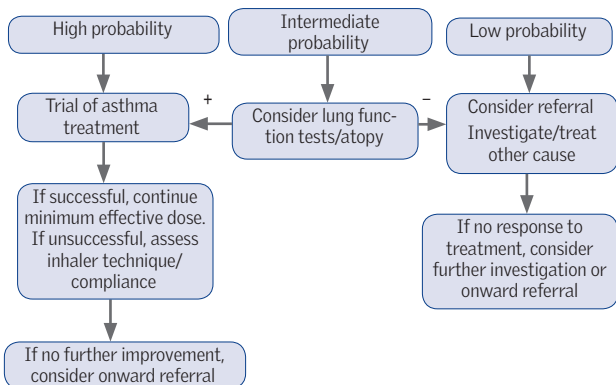 High probability
Intermediate
probability
Low probability
Trial of asthma
treatment
+
Consider lung func-
tion tests/atopy
–
Consider referral
Investigate/treat
other cause
If successful, continue
minimum effective dose.
If unsuccessful, assess
inhaler technique/
compliance
If no response to
treatment, consider
further investigation or
onward referral
If no further improvement,
consider onward referral